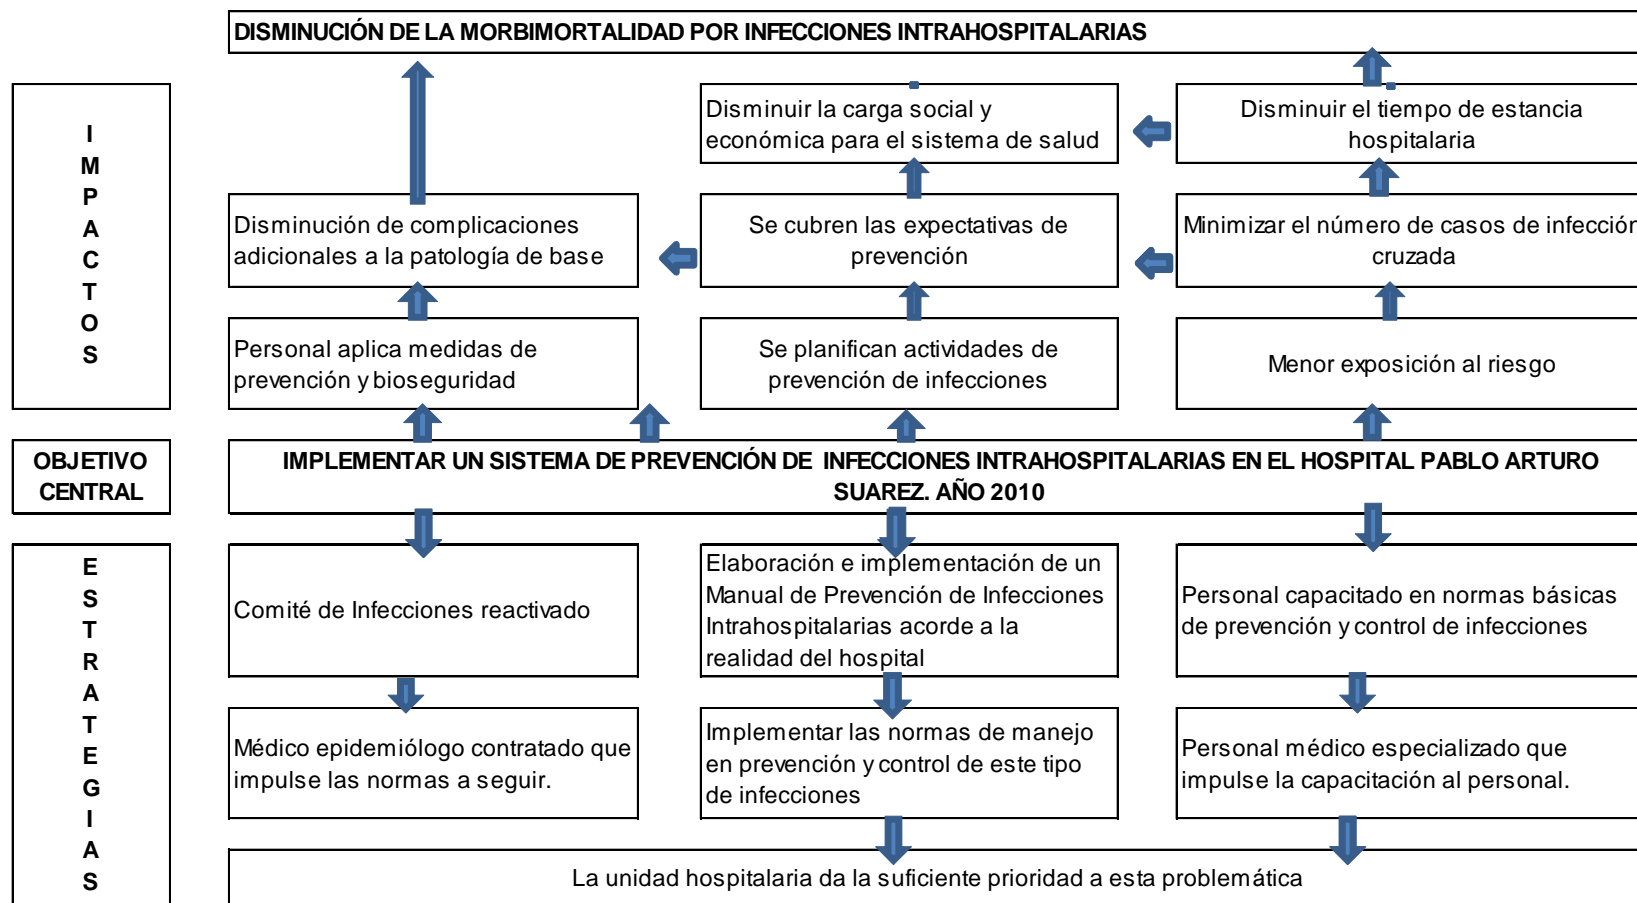 DISMINUCIÓN DE LA MORBIMORTALIDAD POR INFECCIONES INTRAHOSPITALARIAS
I
M
P
A
C
T
O
S
Disminuir la carga social y
económica para el sistema de salud
Disminuir el tiempo de estancia
hospitalaria
Disminución de complicaciones
adicionales a la patología de base
Se cubren las expectativas de
prevención
Minimizar el número de casos de infección
cruzada
Personal aplica medidas de
prevención y bioseguridad
Se planifican actividades de
prevención de infecciones
Menor exposición al riesgo
OBJETIVO
CENTRAL
IMPLEMENTAR UN SISTEMA DE PREVENCIÓN DE INFECCIONES INTRAHOSPITALARIAS EN EL HOSPITAL PABLO ARTURO
SUAREZ. AÑO 2010
E
S
T
R
A
T
E
G
I
A
S
Comité de Infecciones reactivado
Elaboración e implementación de un
Manual de Prevención de Infecciones
Intrahospitalarias acorde a la
realidad del hospital
Personal capacitado en normas básicas
de prevención y control de infecciones
Médico epidemiólogo contratado que
impulse las normas a seguir.
Implementar las normas de manejo
en prevención y control de este tipo
de infecciones
Personal médico especializado que
impulse la capacitación al personal.
La unidad hospitalaria da la suficiente prioridad a esta problemática